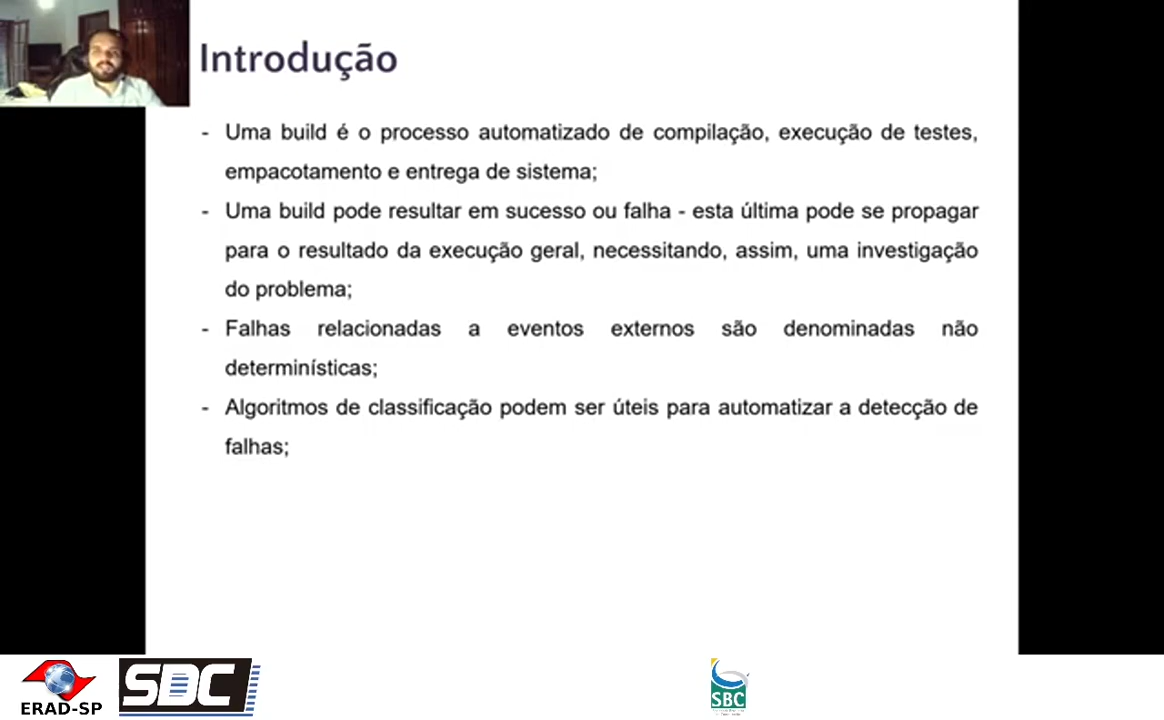 Introdução
- Uma build é o processo automatizado de compilação, execução de testes,
empacotamento e entrega de sistema;
- Uma build pode resultar em sucesso ou falha - esta última pode se propagar
para o resultado da execução geral, necessitando, assim, uma investigação
do problema;
- Falhas relacionadas a eventos externos são denominadas não
determinísticas;
- Algoritmos de classificação podem ser úteis para automatizar a detecção de
falhas;
ERAD-SP
SDC
SBC